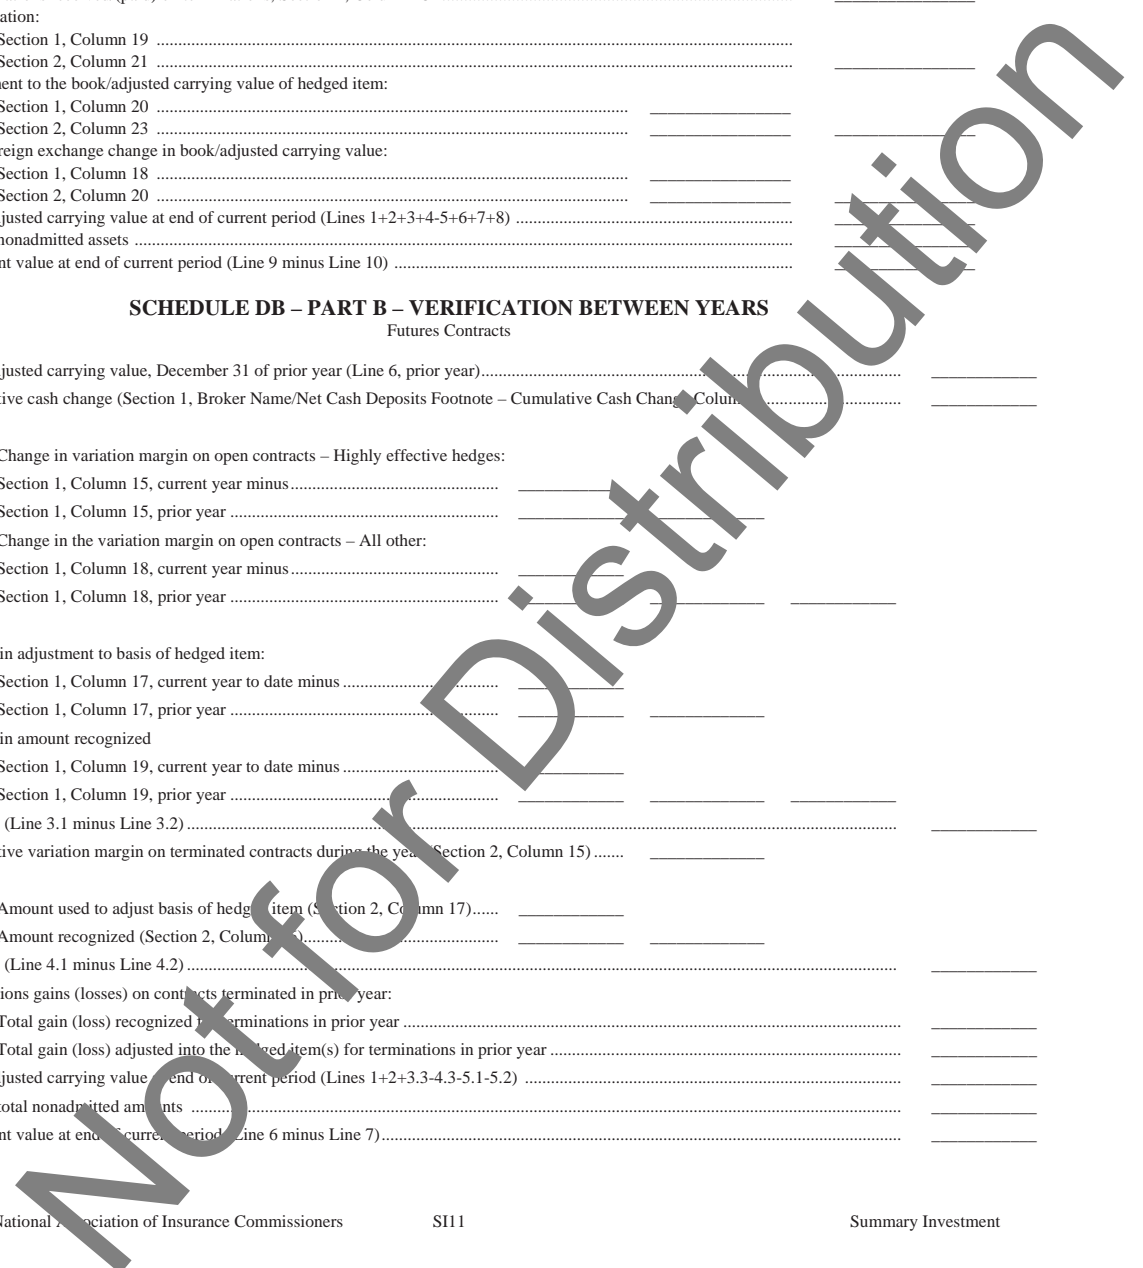 ation:
Section 1, Column 19
Section 2, Column 21
ent to the book/adjusted carrying value of hedged item:
Section 1, Column 20
Section 2, Column 23
reign exchange change in book/adjusted carrying value:
Section 1, Column 18
Section 2, Column 20
justed carrying value at end of current period (Lines 1+2+3+4-5+6+7+8)
nonadmitted assets
nt value at end of current period (Line 9 minus Line 10)
SCHEDULE DB – PART B – VERIFICATION BETWEEN YEARS
Futures Contracts
justed carrying value, December 31 of prior year (Line 6, prior year)
tive cash change (Section 1, Broker Name/Net Cash Deposits Footnote – Cumulative Cash Change Column
Change in variation margin on open contracts – Highly effective hedges:
Section 1, Column 15, current year minus
Section 1, Column 15, prior year
Change in the variation margin on open contracts – All other:
Section 1, Column 18, current year minus
Section 1, Column 18, prior year
in adjustment to basis of hedged item:
Section 1, Column 17, current year to date minus
Section 1, Column 17, prior year
in amount recognized
Section 1, Column 19, current year to date minus
Section 1, Column 19, prior year
(Line 3.1 minus Line 3.2)
tive variation margin on terminated contracts during the year (Section 2, Column 15)
Amount used to adjust basis of hedged item (Section 2, Column 17)
Amount recognized (Section 2, Column
(Line 4.1 minus Line 4.2)
ions gains (losses) on contracts terminated in prior year:
Total gain (loss) recognized for terminations in prior year
Total gain (loss) adjusted into the hedged item(s) for terminations in prior year
justed carrying value at end of current period (Lines 1+2+3.3-4.3-5.1-5.2)
total nonadmitted amounts
nt value at end of current period (Line 6 minus Line 7)
National Association of Insurance Commissioners SI11 Summary Investment
Not for Distribution